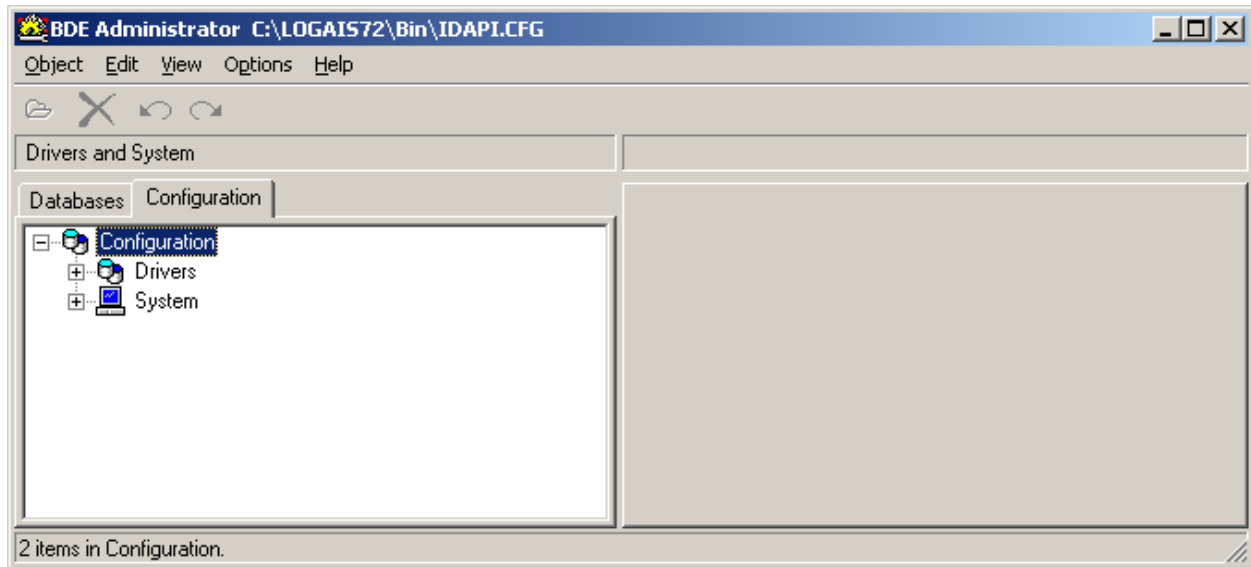 BDE Administrator C:\LOGAIS72\Bin\IDAPI.CFG
Object Edit View Options Help
Drivers and System
Databases Configuration
Configuration
Drivers
System
2 items in Configuration.